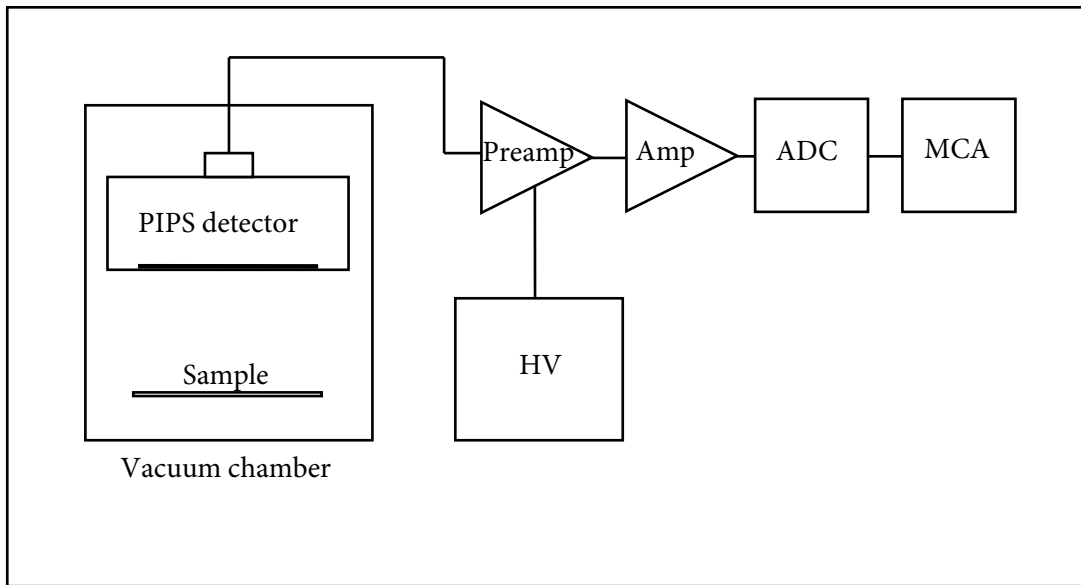 PIPS detector
Sample
Vacuum chamber
Preamp
Amp
ADC
MCA
HV